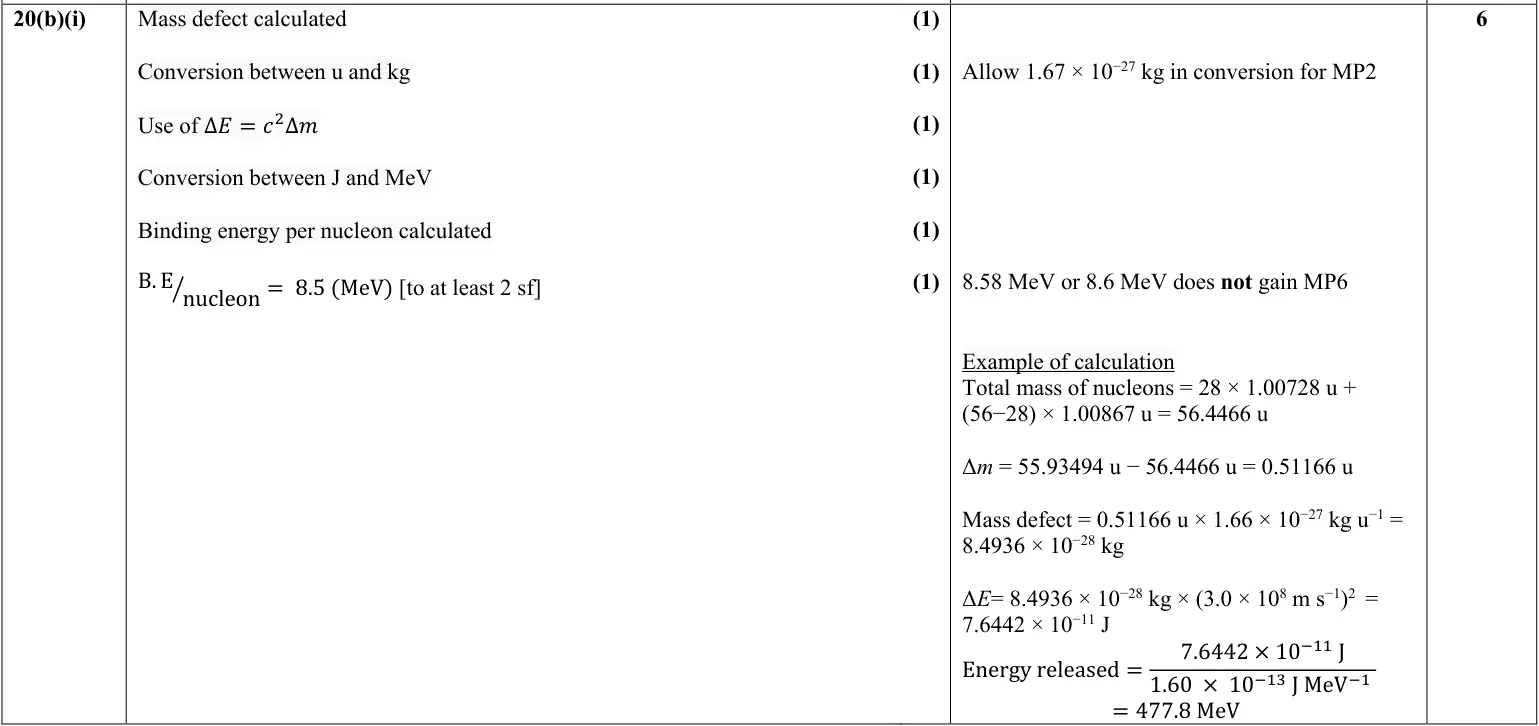 20(b)(i) Mass defect calculated (1) 6
Conversion between u and kg (1) Allow 1.67 × 10⁻²⁷ kg in conversion for MP2
Use of Δ𝐸 = 𝑐²Δ𝑚 (1)
Conversion between J and MeV (1)
Binding energy per nucleon calculated (1)
B. E/nucleon = 8.5 (MeV) [to at least 2 sf] (1) 8.58 MeV or 8.6 MeV does not gain MP6
Example of calculation
Total mass of nucleons = 28 × 1.00728 u +
(56−28) × 1.00867 u = 56.4466 u
Δm = 55.93494 u − 56.4466 u = 0.51166 u
Mass defect = 0.51166 u × 1.66 × 10⁻²⁷ kg u⁻¹ =
8.4936 × 10⁻²⁸ kg
ΔE= 8.4936 × 10⁻²⁸ kg × (3.0 × 10⁸ m s⁻¹)² =
7.6442 × 10⁻¹¹ J
Energy released = 7.6442 × 10⁻¹¹ J / 1.60 × 10⁻¹³ J MeV⁻¹
= 477.8 MeV